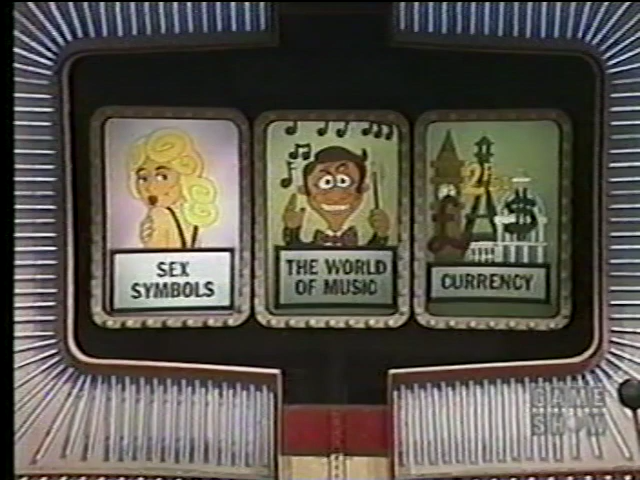 SEX
SYMBOLS
THE WORLD
OF MUSIC
$
CURRENCY
GAME
SHOW